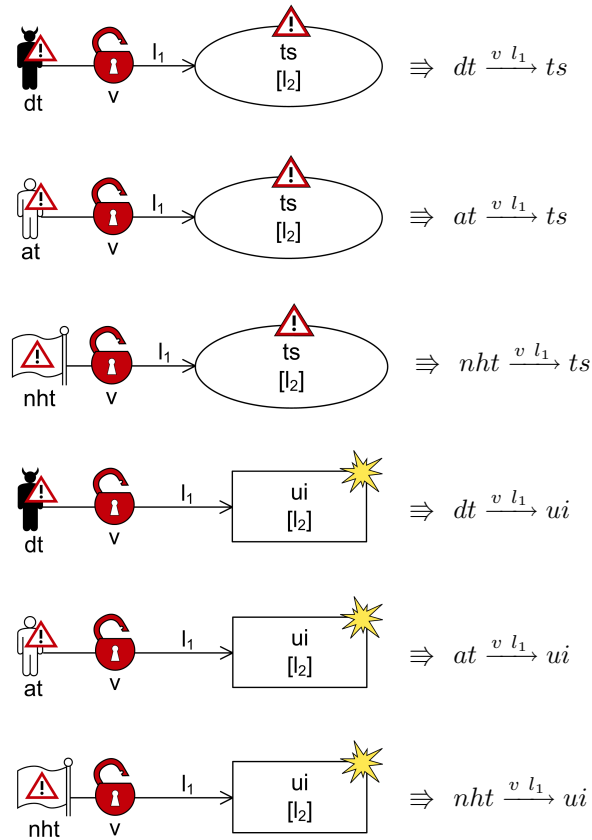 l₁ ts ⇛ dt —v l₁→ ts
[l₂]
dt v
l₁ ts ⇛ at —v l₁→ ts
[l₂]
at v
l₁ ts ⇛ nht —v l₁→ ts
[l₂]
nht v
l₁ ui ⇛ dt —v l₁→ ui
[l₂]
dt v
l₁ ui ⇛ at —v l₁→ ui
[l₂]
at v
l₁ ui ⇛ nht —v l₁→ ui
[l₂]
nht v